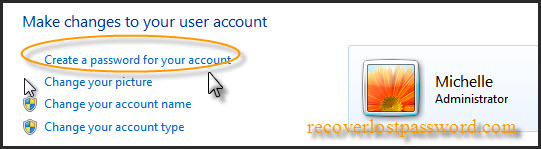 Make changes to your user account
Create a password for your account
Change your picture
Change your account name
Change your account type
Michelle
Administrator
recoverlostpassword.com